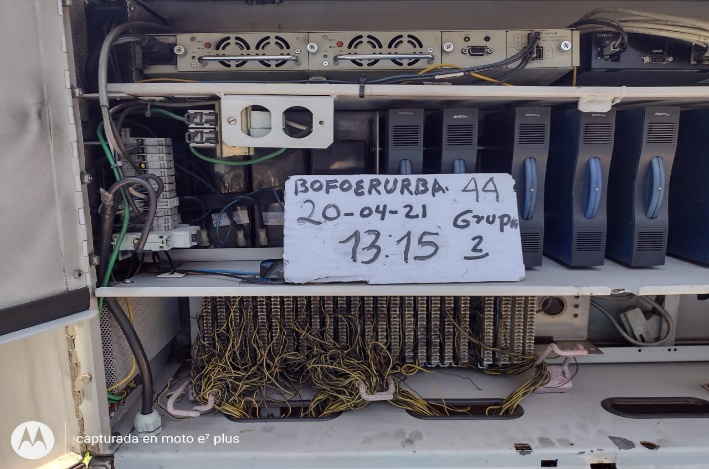 BOFOERURBA. 44
20-04-21 Grupo
13:15 2
capturada en moto e⁷ plus